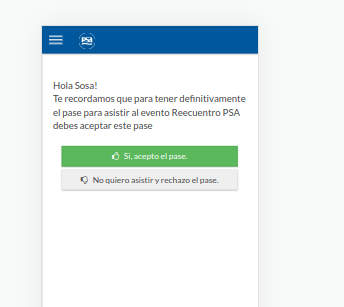 PSA
Hola Sosa!
Te recordamos que para tener definitivamente
el pase para asistir al evento Reecuentro PSA
debes aceptar este pase
Si, acepto el pase.
No quiero asistir y rechazo el pase.